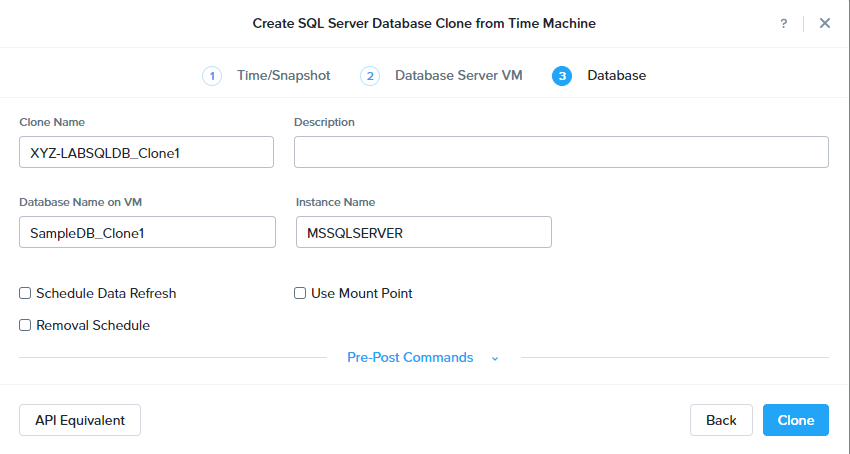 Create SQL Server Database Clone from Time Machine ?
1 Time/Snapshot 2 Database Server VM 3 Database
Clone Name Description
XYZ-LABSQLDB_Clone1
Database Name on VM Instance Name
SampleDB_Clone1 MSSQLSERVER
Schedule Data Refresh Use Mount Point
Removal Schedule
Pre-Post Commands
API Equivalent Back Clone